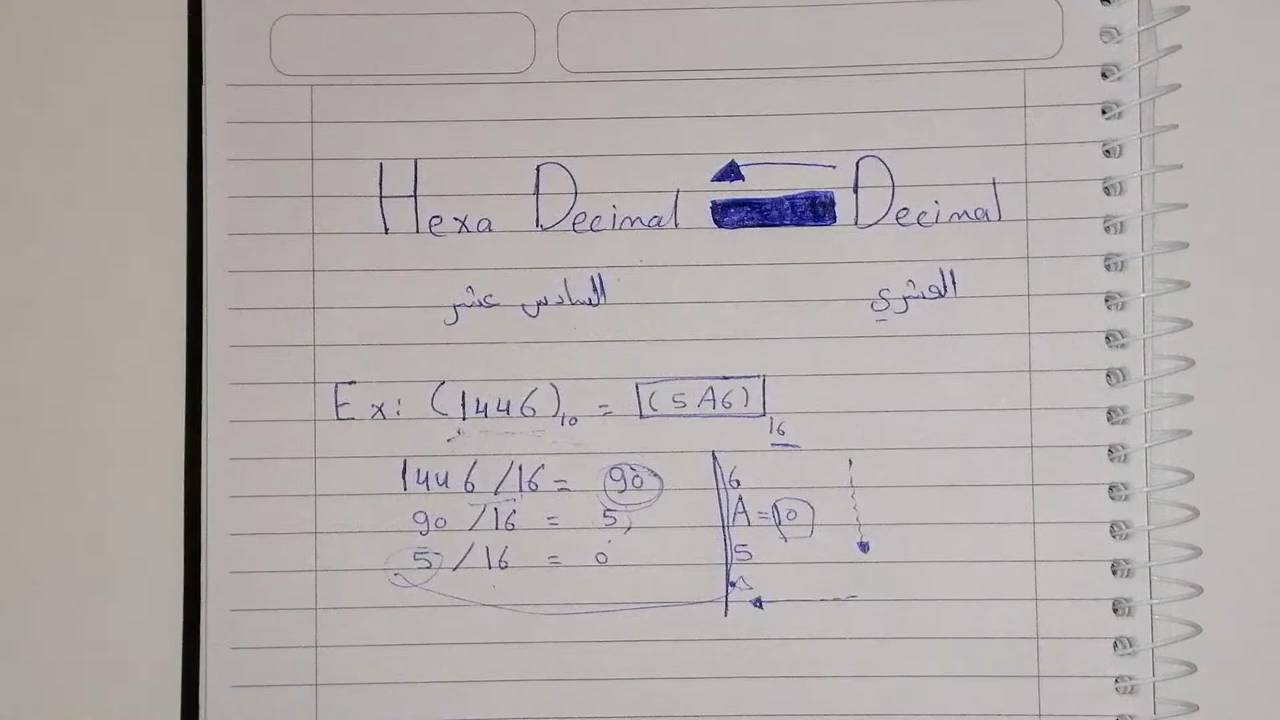 Hexa Decimal Decimal
السادس عشر العشري
Ex: (1446)10 = (5A6)16
1446/16 = 90 6
90/16 = 5, A=10
5/16 = 0 5